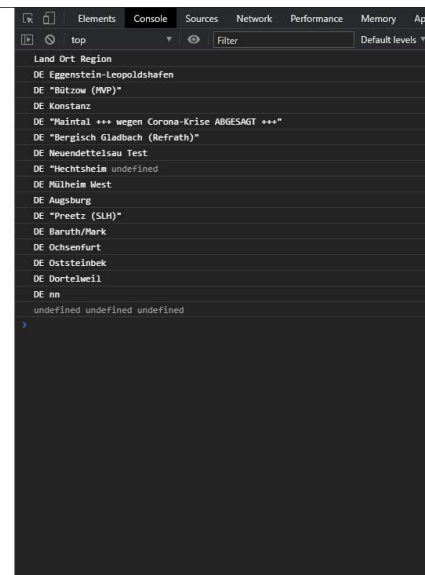 Elements Console Sources Network Performance Memory Ap
top Filter Default levels
Land Ort Region
DE Eggenstein-Leopoldshafen
DE "Bützow (MVP)"
DE Konstanz
DE "Maintal +++ wegen Corona-Krise ABGESAGT +++"
DE "Bergisch Gladbach (Refrath)"
DE Neuendettelsau Test
DE "Hechtsheim undefined
DE Mülheim West
DE Augsburg
DE "Preetz (SLH)"
DE Baruth/Mark
DE Ochsenfurt
DE Oststeinbek
DE Dortelweil
DE nn
undefined undefined undefined